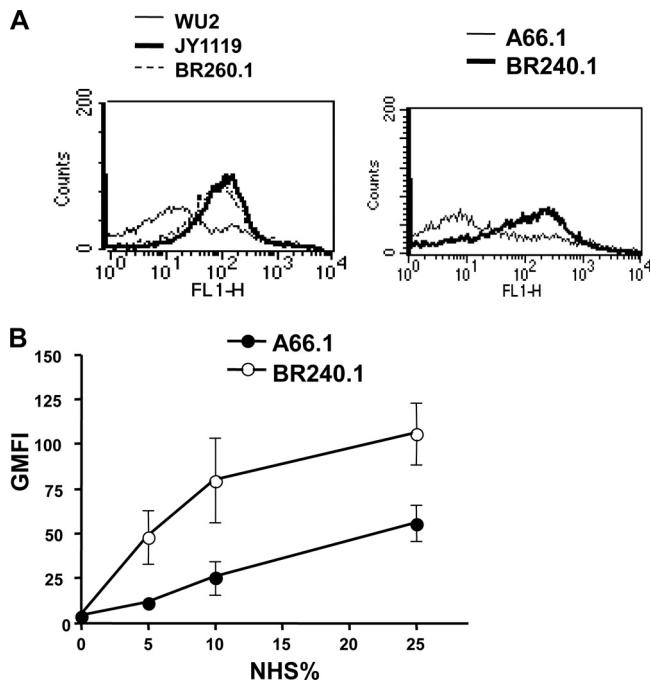 A
WU2
JY1119
BR260.1
A66.1
BR240.1
200
Counts
0
10^0 10^1 10^2 10^3 10^4
FL1-H
200
Counts
0
10^0 10^1 10^2 10^3 10^4
FL1-H
B
A66.1
BR240.1
150
125
100
75
50
25
0
GMFI
0 5 10 15 20 25
NHS%